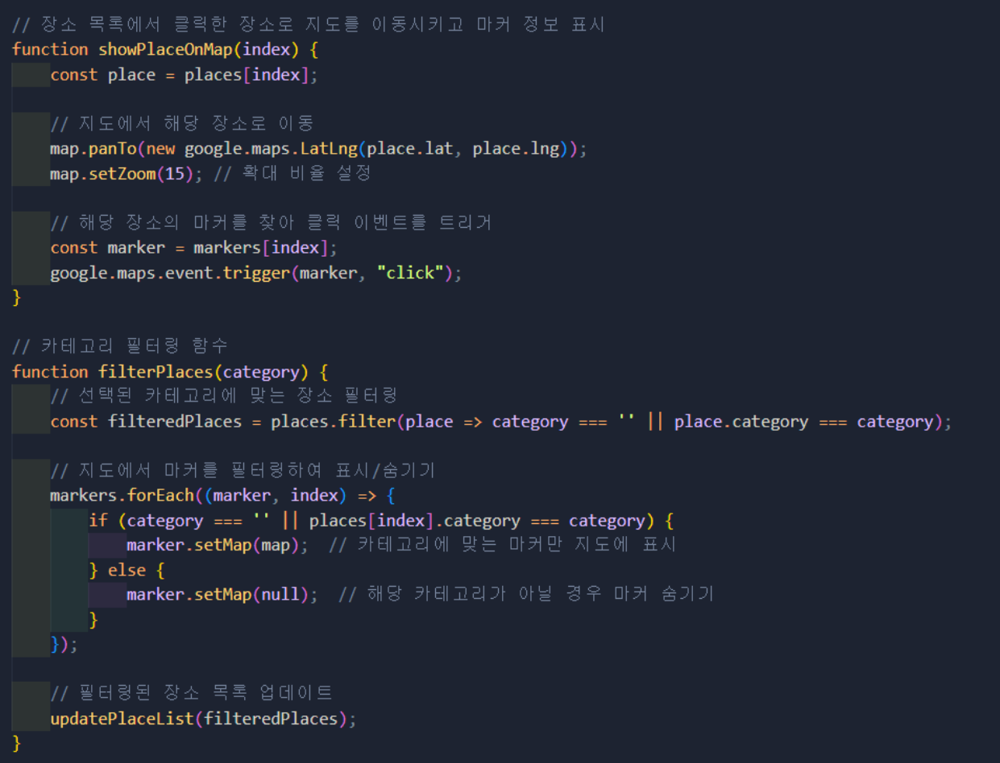 // 장소 목록에서 클릭한 장소로 지도를 이동시키고 마커 정보 표시
function showPlaceOnMap(index) {
    const place = places[index];

    // 지도에서 해당 장소로 이동
    map.panTo(new google.maps.LatLng(place.lat, place.lng));
    map.setZoom(15); // 확대 비율 설정

    // 해당 장소의 마커를 찾아 클릭 이벤트를 트리거
    const marker = markers[index];
    google.maps.event.trigger(marker, "click");
}

// 카테고리 필터링 함수
function filterPlaces(category) {
    // 선택된 카테고리에 맞는 장소 필터링
    const filteredPlaces = places.filter(place => category === '' || place.category === category);

    // 지도에서 마커를 필터링하여 표시/숨기기
    markers.forEach((marker, index) => {
        if (category === '' || places[index].category === category) {
            marker.setMap(map);  // 카테고리에 맞는 마커만 지도에 표시
        } else {
            marker.setMap(null);  // 해당 카테고리가 아닐 경우 마커 숨기기
        }
    });

    // 필터링된 장소 목록 업데이트
    updatePlaceList(filteredPlaces);
}